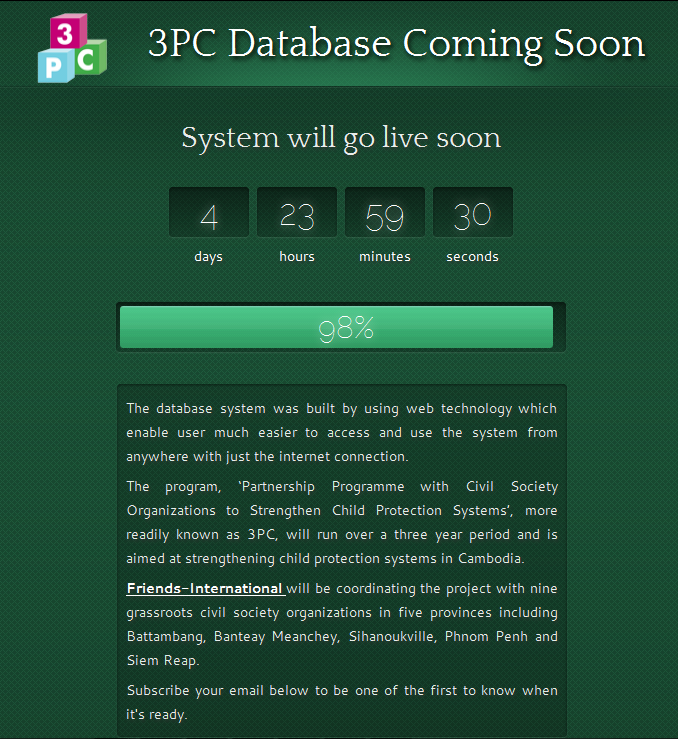 3
P C
3PC Database Coming Soon
System will go live soon
4 23 59 30
days hours minutes seconds
98%
The database system was built by using web technology which
enable user much easier to access and use the system from
anywhere with just the internet connection.
The program, ‘Partnership Programme with Civil Society
Organizations to Strengthen Child Protection Systems’, more
readily known as 3PC, will run over a three year period and is
aimed at strengthening child protection systems in Cambodia.
Friends-International will be coordinating the project with nine
grassroots civil society organizations in five provinces including
Battambang, Banteay Meanchey, Sihanoukville, Phnom Penh and
Siem Reap.
Subscribe your email below to be one of the first to know when
it's ready.